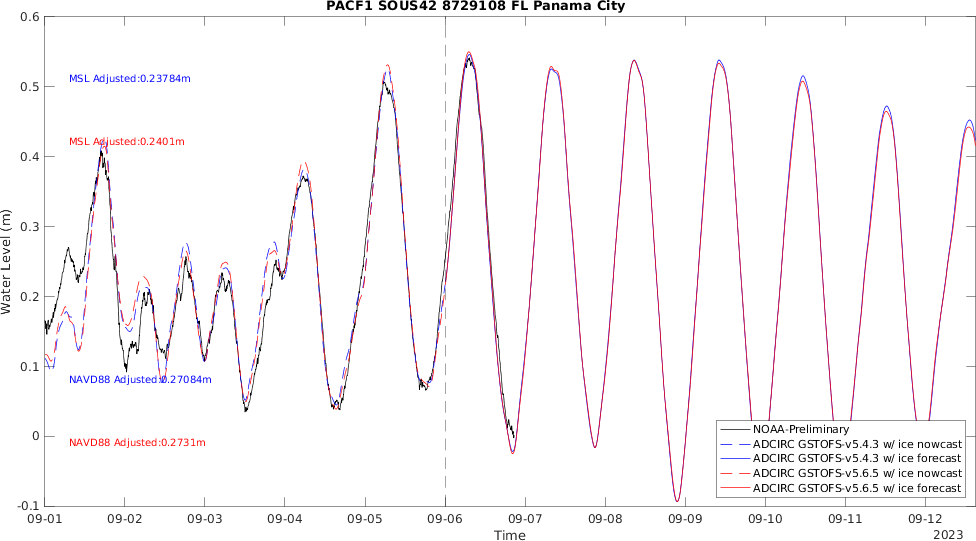 PACF1 SOUS42 8729108 FL Panama City
0.6
0.5
0.4
0.3
0.2
0.1
0
-0.1
Water Level (m)
MSL Adjusted:0.23784m
MSL Adjusted:0.2401m
NAVD88 Adjusted:0.27084m
NAVD88 Adjusted:0.2731m
NOAA-Preliminary
ADCIRC GSTOFS-v5.4.3 w/ ice nowcast
ADCIRC GSTOFS-v5.4.3 w/ ice forecast
ADCIRC GSTOFS-v5.6.5 w/ ice nowcast
ADCIRC GSTOFS-v5.6.5 w/ ice forecast
09-01 09-02 09-03 09-04 09-05 09-06 09-07 09-08 09-09 09-10 09-11 09-12
Time
2023